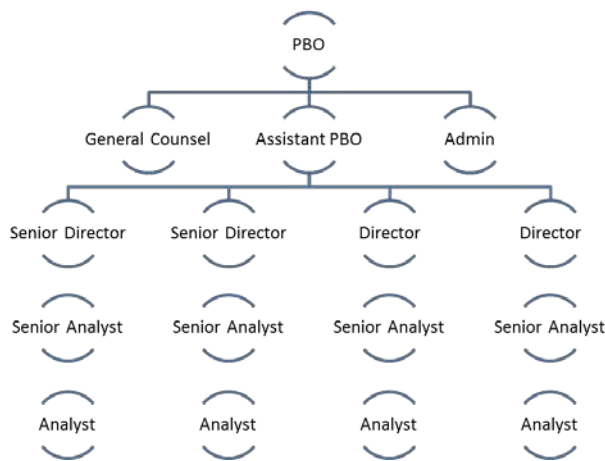 PBO
General Counsel
Assistant PBO
Admin
Senior Director
Senior Director
Director
Director
Senior Analyst
Senior Analyst
Senior Analyst
Senior Analyst
Analyst
Analyst
Analyst
Analyst